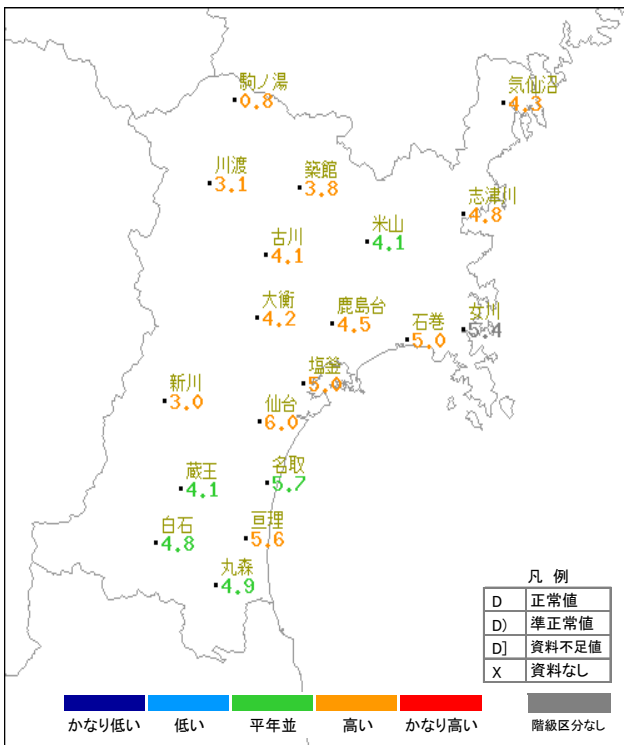 駒ノ湯
0.8
気仙沼
4.3
川渡
3.1
築館
3.8
志津川
4.8
米山
4.1
古川
4.1
大衡
4.2
鹿島台
4.5
石巻
5.0
女川
5.4
塩釜
5.0
新川
3.0
仙台
6.0
蔵王
4.1
名取
5.7
白石
4.8
亘理
5.6
丸森
4.9
凡 例
D 正常値
D) 準正常値
D] 資料不足値
X 資料なし
かなり低い 低い 平年並 高い かなり高い 階級区分なし